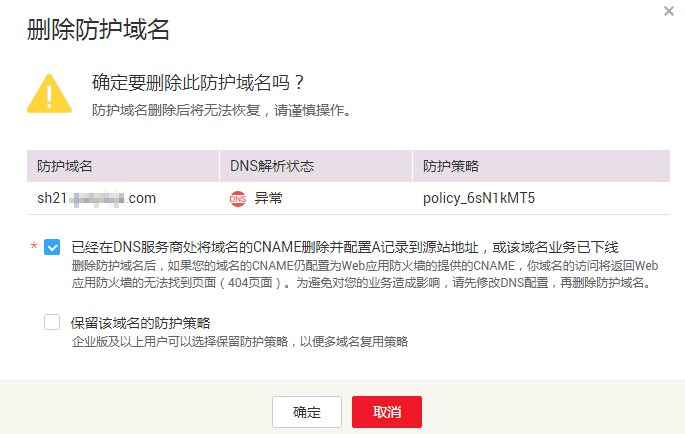 删除防护域名
确定要删除此防护域名吗？
防护域名删除后将无法恢复，请谨慎操作。
防护域名 DNS解析状态 防护策略
sh21 .com DNS 异常 policy_6sN1kMT5
* 已经在DNS服务商处将域名的CNAME删除并配置A记录到源站地址，或该域名业务已下线
删除防护域名后，如果您的域名的CNAME仍配置为Web应用防火墙的提供的CNAME，你域名的访问将返回Web
应用防火墙的无法找到页面（404页面）。为避免对您的业务造成影响，请先修改DNS配置，再删除防护域名。
保留该域名的防护策略
企业版及以上用户可以选择保留防护策略，以便多域名复用策略
确定 取消